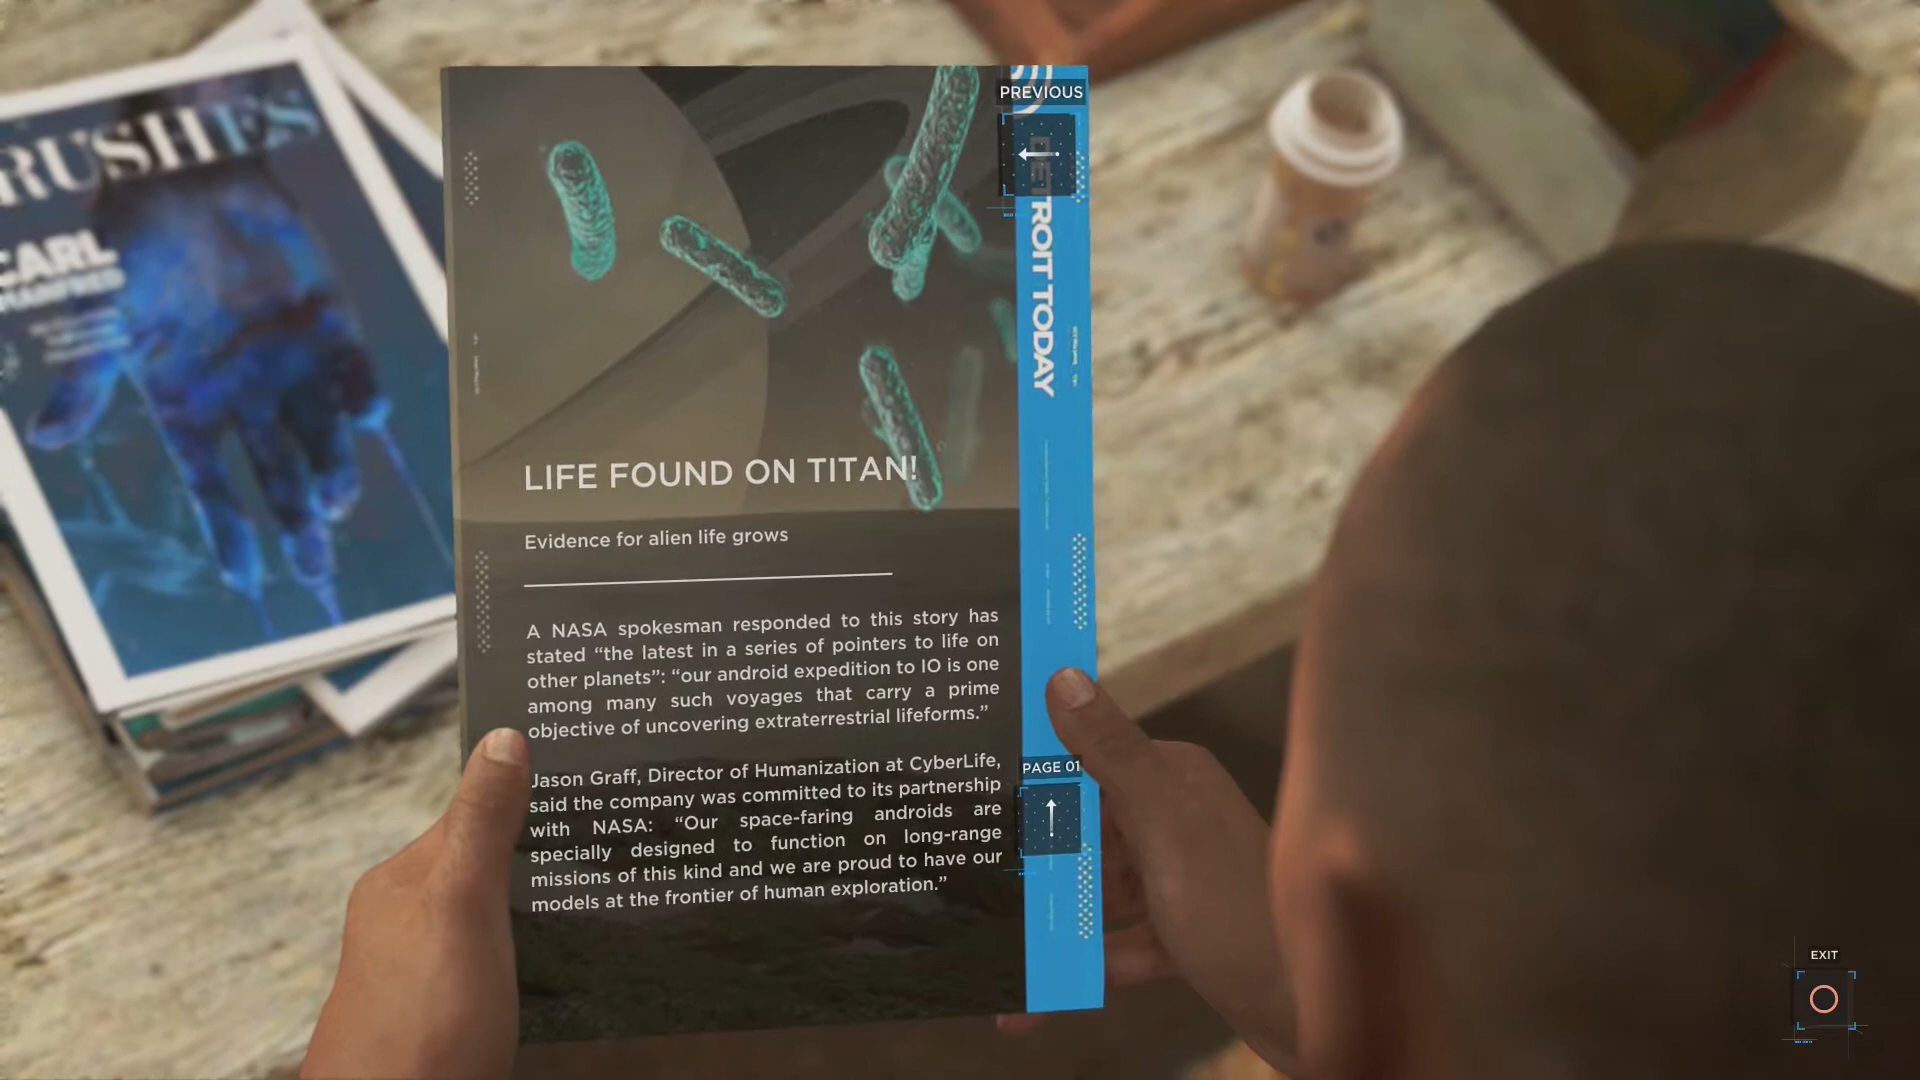 RUSHES
CARL
MANFRED
PREVIOUS
DETROIT TODAY
LIFE FOUND ON TITAN!
Evidence for alien life grows
A NASA spokesman responded to this story has
stated “the latest in a series of pointers to life on
other planets”: “our android expedition to IO is one
among many such voyages that carry a prime
objective of uncovering extraterrestrial lifeforms.”
Jason Graff, Director of Humanization at CyberLife,
said the company was committed to its partnership
with NASA: “Our space-faring androids are
specially designed to function on long-range
missions of this kind and we are proud to have our
models at the frontier of human exploration.”
PAGE 01
EXIT